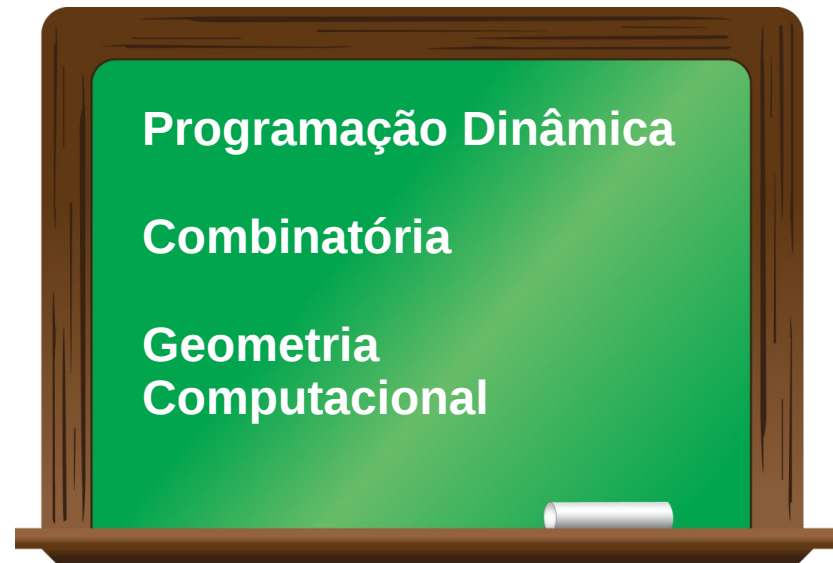 Programação Dinâmica
Combinatória
Geometria
Computacional